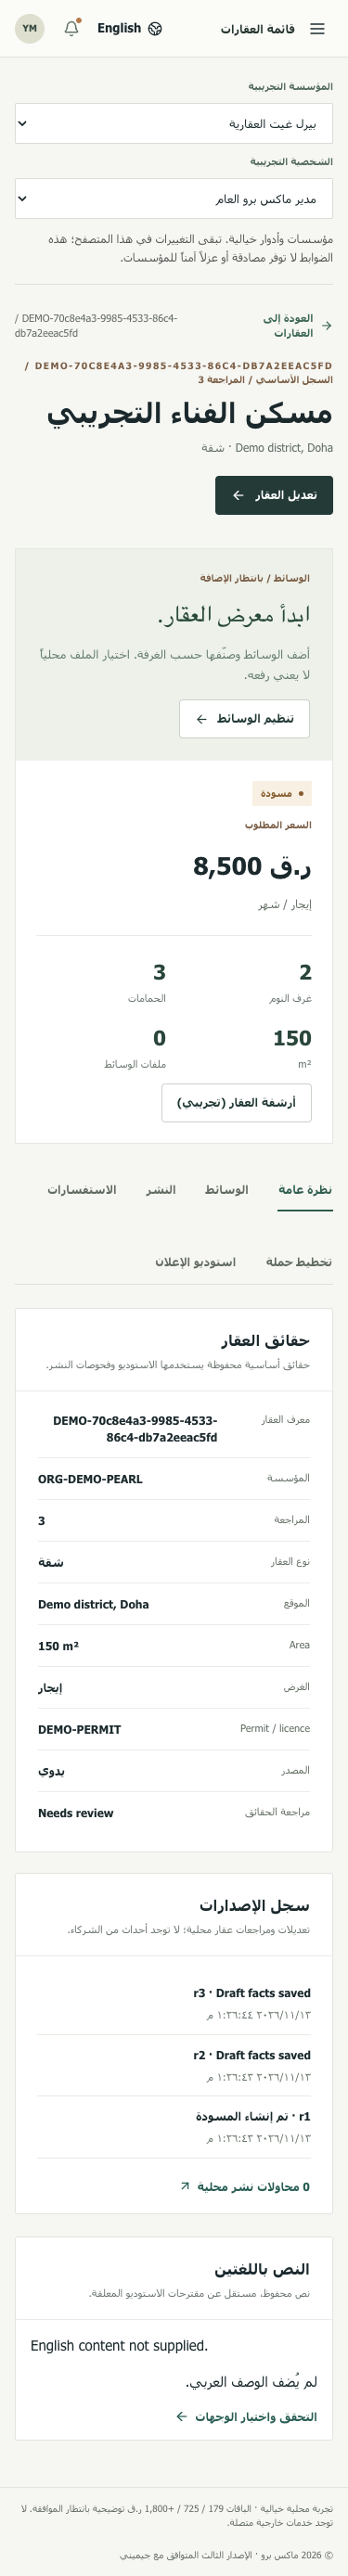 قائمة العقارات
English
YM
المؤسسة التجريبية
بيرل غيت العقارية
الشخصية التجريبية
مدير ماكس برو العام
مؤسسات وأدوار خيالية. تبقى التغييرات في هذا المتصفح؛ هذه
الضوابط لا توفر مصادقة أو عزلاً آمناً للمؤسسات.
العودة إلى
العقارات
/ DEMO-70c8e4a3-9985-4533-86c4-
db7a2eeac5fd
DEMO-70C8E4A3-9985-4533-86C4-DB7A2EEAC5FD /
السجل الأساسي / المراجعة 3
مسكن الفناء التجريبي
Demo district, Doha · شقة
تعديل العقار
الوسائط / بانتظار الإضافة
ابدأ معرض العقار.
أضف الوسائط وصنّفها حسب الغرفة. اختيار الملف محلياً
لا يعني رفعه.
تنظيم الوسائط
مسودة
السعر المطلوب
8,500 ر.ق
إيجار / شهر
2
غرف النوم
3
الحمامات
150
m²
0
ملفات الوسائط
أرشفة العقار (تجريبي)
نظرة عامة
الوسائط
النشر
الاستفسارات
تخطيط حملة
استوديو الإعلان
حقائق العقار
حقائق أساسية محفوظة يستخدمها الاستوديو وفحوصات النشر.
معرف العقار
DEMO-70c8e4a3-9985-4533-
86c4-db7a2eeac5fd
المؤسسة
ORG-DEMO-PEARL
المراجعة
3
نوع العقار
شقة
الموقع
Demo district, Doha
Area
150 m²
الغرض
إيجار
Permit / licence
DEMO-PERMIT
المصدر
يدوي
مراجعة الحقائق
Needs review
سجل الإصدارات
تعديلات ومراجعات عقار محلية؛ لا توجد أحداث من الشركاء.
r3 · Draft facts saved
٢٠٢٦/١١/١٣ ١:٢٦:٤٤ م
r2 · Draft facts saved
٢٠٢٦/١١/١٣ ١:٢٦:٤٣ م
r1 · تم إنشاء المسودة
٢٠٢٦/١١/١٣ ١:٢٦:٤٣ م
0 محاولات نشر محلية
النص باللغتين
نص محفوظ، مستقل عن مقترحات الاستوديو المعلقة.
English content not supplied.
لم يُضف الوصف العربي.
التحقق واختيار الوجهات
تجربة محلية خيالية · الباقات 179 / 725 / +1,800 ر.ق توضيحية بانتظار الموافقة. لا
توجد خدمات خارجية متصلة.
© 2026 ماكس برو · الإصدار الثالث المتوافق مع جيميني